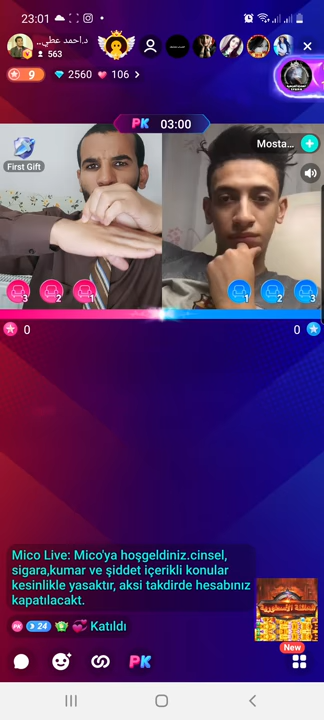 23:01
د.احمد عطي..
563
9
2560
106
PK 03:00
First Gift
Mosta...
3
2
1
1
2
3
0
0
Mico Live: Mico'ya hoşgeldiniz.cinsel,
sigara,kumar ve şiddet içerikli konular
kesinlikle yasaktır, aksi takdirde hesabınız
kapatılacakt.
24
Katıldı
New
PK